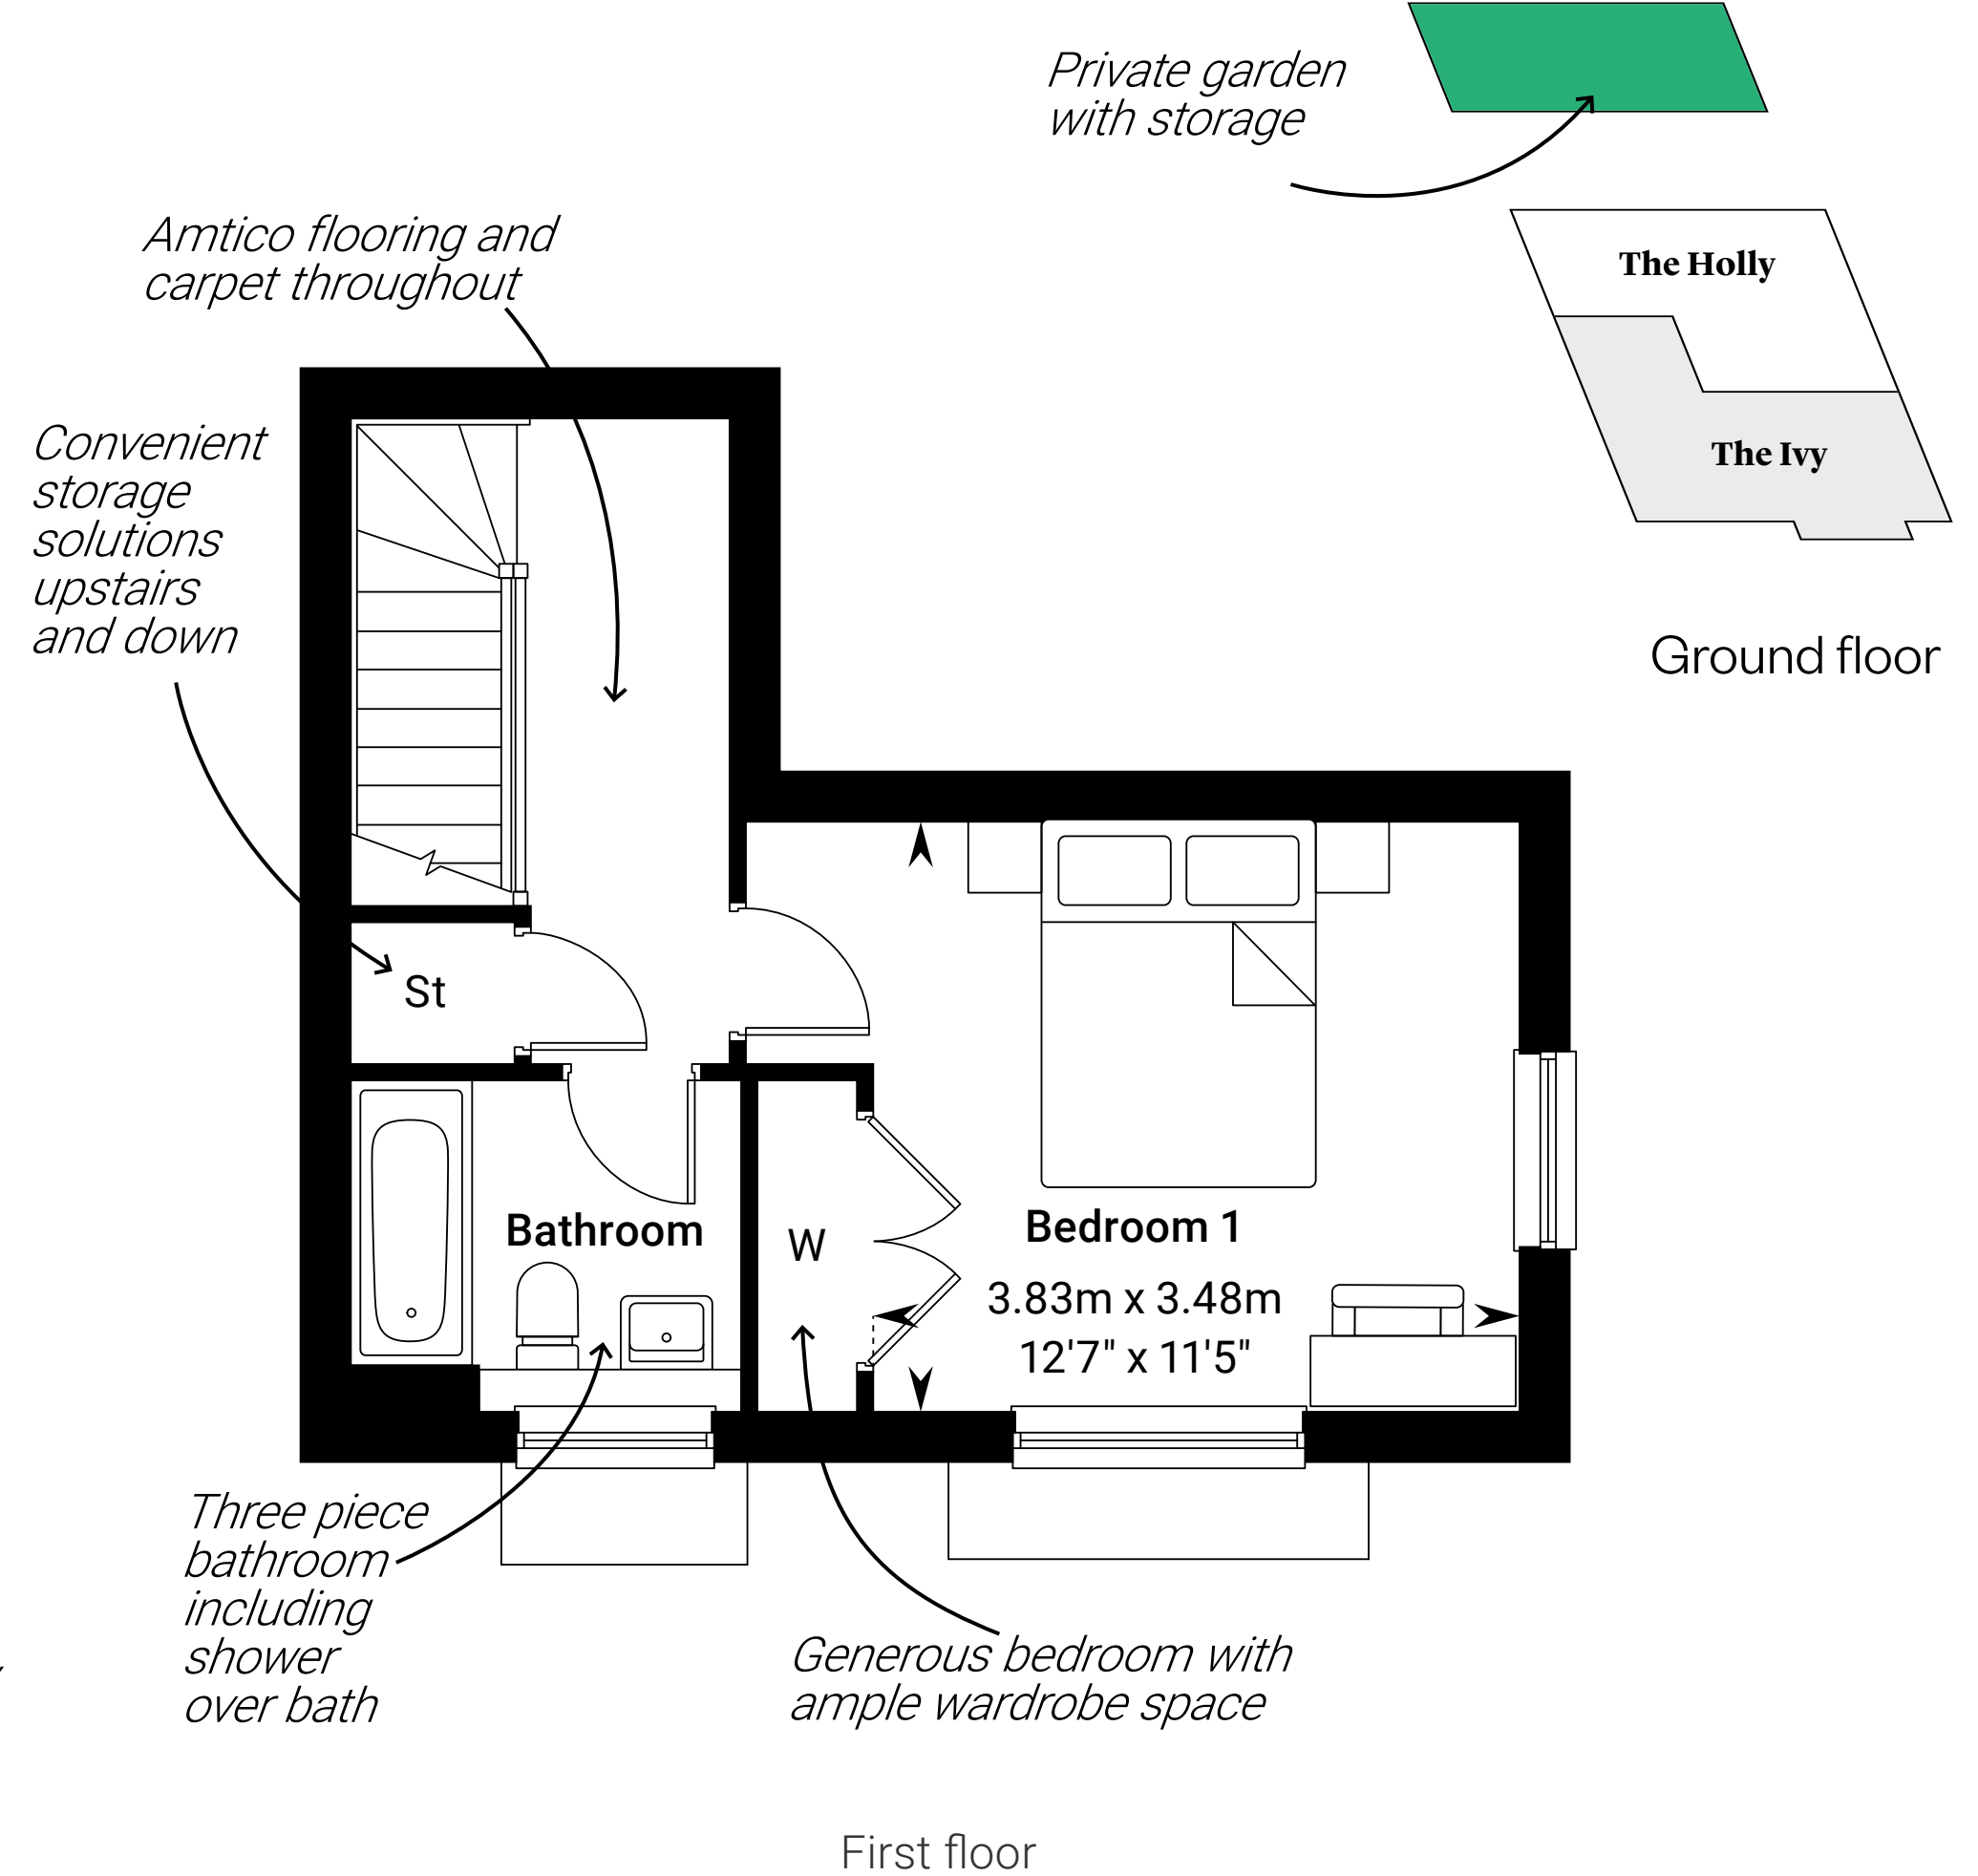 Private garden
with storage
The Holly
The Ivy
Ground floor
Amtico flooring and
carpet throughout
Convenient
storage
solutions
upstairs
and down
St
Bathroom
W
Bedroom 1
3.83m x 3.48m
12'7" x 11'5"
Three piece
bathroom
including
shower
over bath
Generous bedroom with
ample wardrobe space
First floor